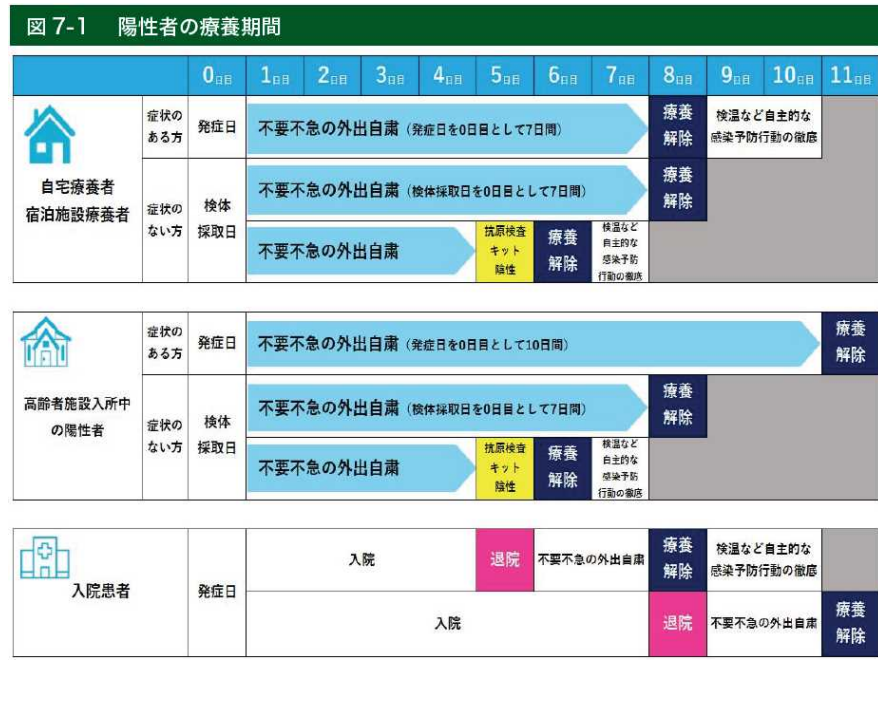 図 7-1 陽性者の療養期間
0日目 1日目 2日目 3日目 4日目 5日目 6日目 7日目 8日目 9日目 10日目 11日目
自宅療養者
宿泊施設療養者
症状の
ある方
発症日
不要不急の外出自粛（発症日を0日目として7日間）
療養
解除
検温など自主的な
感染予防行動の徹底
症状の
ない方
検体
採取日
不要不急の外出自粛（検体採取日を0日目として7日間）
療養
解除
不要不急の外出自粛
抗原検査
キット
陰性
療養
解除
検温など
自主的な
感染予防
行動の徹底
高齢者施設入所中
の陽性者
症状の
ある方
発症日
不要不急の外出自粛（発症日を0日目として10日間）
療養
解除
症状の
ない方
検体
採取日
不要不急の外出自粛（検体採取日を0日目として7日間）
療養
解除
不要不急の外出自粛
抗原検査
キット
陰性
療養
解除
検温など
自主的な
感染予防
行動の徹底
入院患者
発症日
入院
退院
不要不急の外出自粛
療養
解除
検温など自主的な
感染予防行動の徹底
入院
退院
不要不急の外出自粛
療養
解除